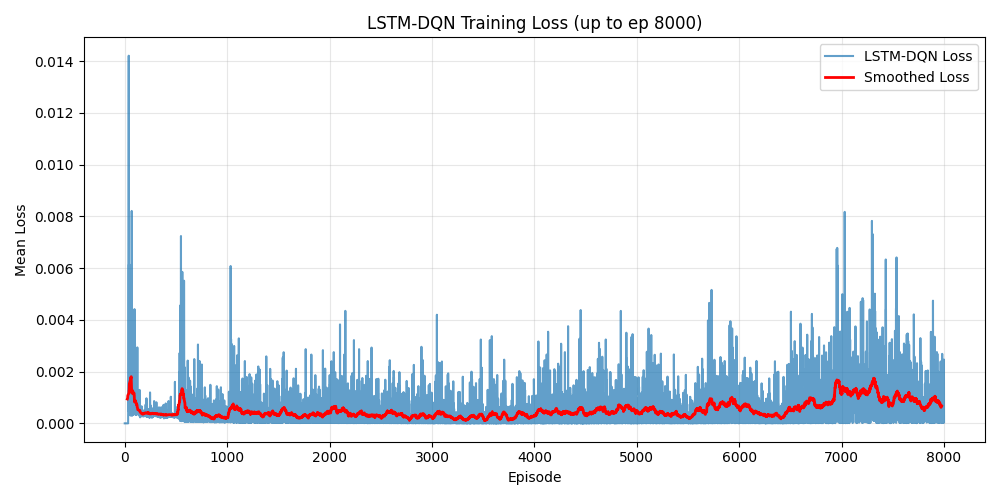 LSTM-DQN Training Loss (up to ep 8000)
LSTM-DQN Loss
Smoothed Loss
Mean Loss
0.014
0.012
0.010
0.008
0.006
0.004
0.002
0.000
0 1000 2000 3000 4000 5000 6000 7000 8000
Episode